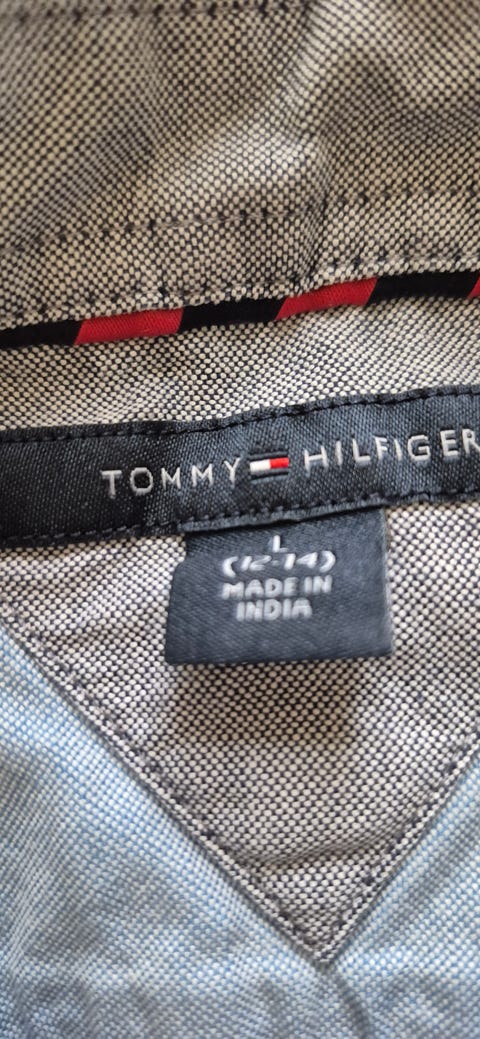 TOMMY HILFIGER
L
(12-14)
MADE IN
INDIA